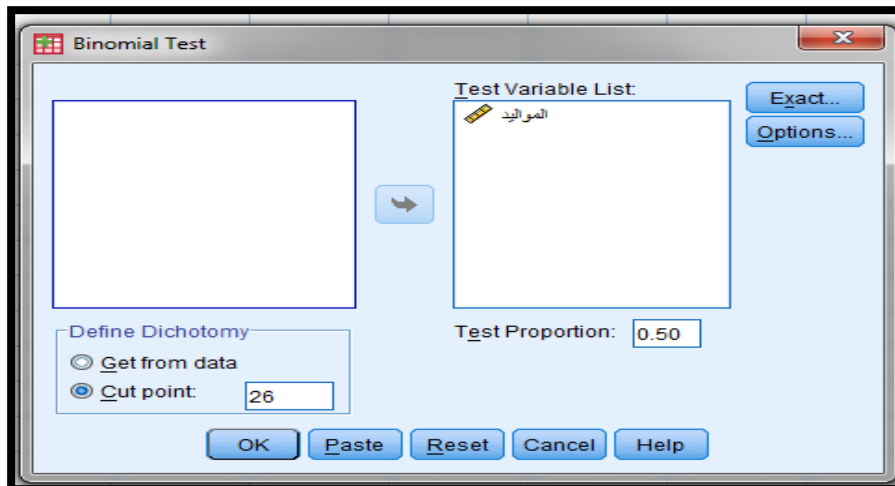 Binomial Test
Test Variable List:
المواليد
Exact...
Options...
Define Dichotomy
Get from data
Cut point: 26
Test Proportion: 0.50
OK Paste Reset Cancel Help